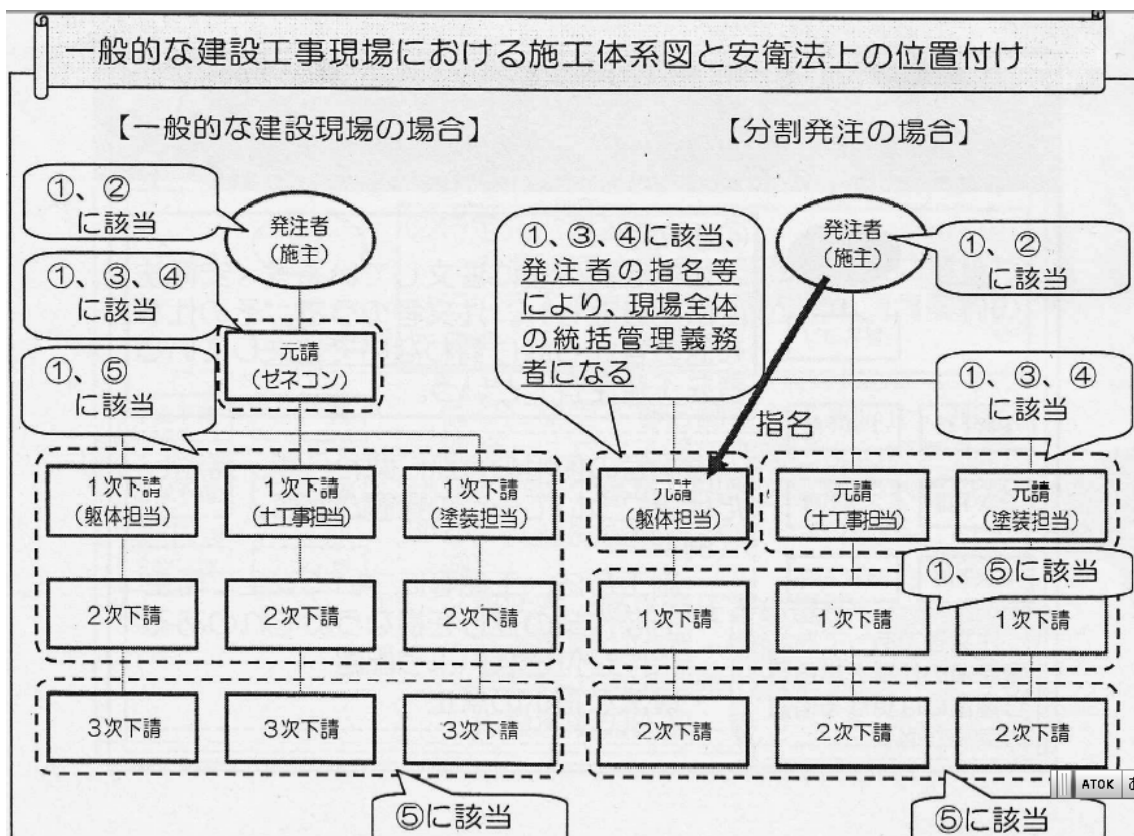 一般的な建設工事現場における施工体系図と安衛法上の位置付け
【一般的な建設現場の場合】
①、②
に該当
発注者
(施主)
①、③、④
に該当
元請
(ゼネコン)
①、⑤
に該当
1次下請
(躯体担当)
1次下請
(土工事担当)
1次下請
(塗装担当)
2次下請
2次下請
2次下請
3次下請
3次下請
3次下請
⑤に該当
【分割発注の場合】
①、③、④に該当、
発注者の指名等
により、現場全体
の統括管理義務
者になる
発注者
(施主)
①、②
に該当
指名
①、③、④
に該当
元請
(躯体担当)
元請
(土工事担当)
元請
(塗装担当)
①、⑤に該当
1次下請
1次下請
1次下請
2次下請
2次下請
2次下請
⑤に該当
ATOK